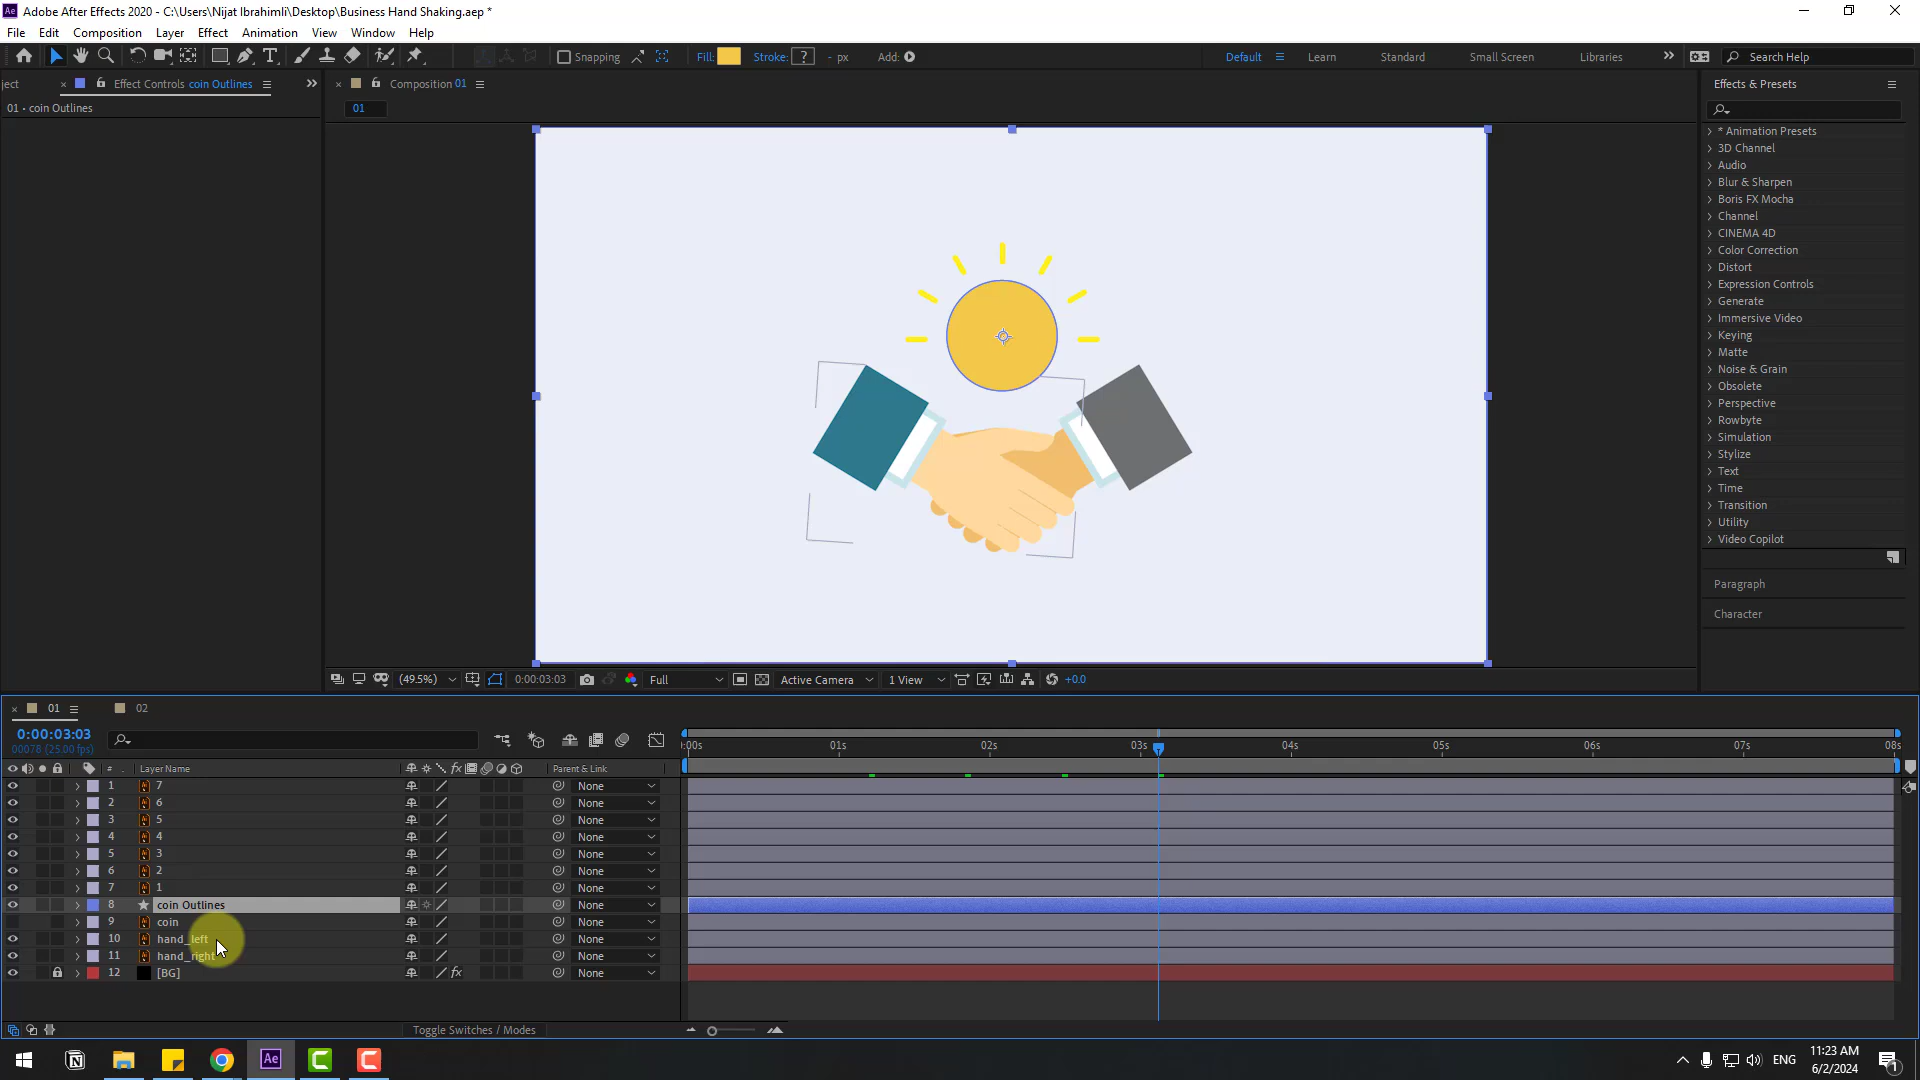 Adobe After Effects 2020 - C:\Users\Nijat Ibrahimli\Desktop\Business Hand Shaking.aep *
File Edit Composition Layer Effect Animation View Window Help
Snapping Fill: Stroke: ? - px Add: Default Learn Standard Small Screen Libraries Search Help
ject Effect Controls coin Outlines Composition 01 Effects & Presets
01 • coin Outlines
01
* Animation Presets
3D Channel
Audio
Blur & Sharpen
Boris FX Mocha
Channel
CINEMA 4D
Color Correction
Distort
Expression Controls
Generate
Immersive Video
Keying
Matte
Noise & Grain
Obsolete
Perspective
Rowbyte
Simulation
Stylize
Text
Time
Transition
Utility
Video Copilot
Paragraph
Character
(49.5%) 0:00:03:03 Full Active Camera 1 View +0.0
01 02
0:00:03:03
00078 (25.00 fps)
:00s 01s 02s 03s 04s 05s 06s 07s 08s
# Layer Name Parent & Link
1 7 None
2 6 None
3 5 None
4 4 None
5 3 None
6 2 None
7 1 None
8 coin Outlines None
9 coin None
10 hand_left None
11 hand_right None
12 [BG] None
Toggle Switches / Modes
ENG 11:23 AM
6/2/2024